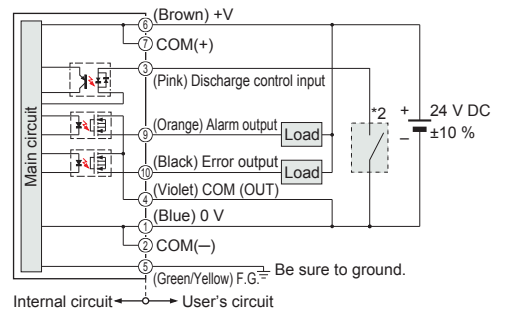 (Brown) +V
6
7 COM(+)
3
(Pink) Discharge control input
Main circuit
*2
+ 24 V DC
– ±10 %
(Orange) Alarm output
9
Load
(Black) Error output
10
Load
(Violet) COM (OUT)
4
(Blue) 0 V
1
2 COM(—)
5
Be sure to ground.
(Green/Yellow) F.G.
Internal circuit
User's circuit